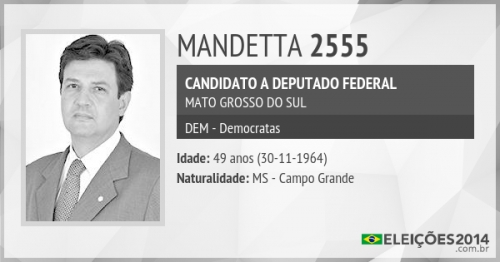 MANDETTA 2555
CANDIDATO A DEPUTADO FEDERAL
MATO GROSSO DO SUL
DEM - Democratas
Idade: 49 anos (30-11-1964)
Naturalidade: MS - Campo Grande
ELEIÇÕES2014
.com.br